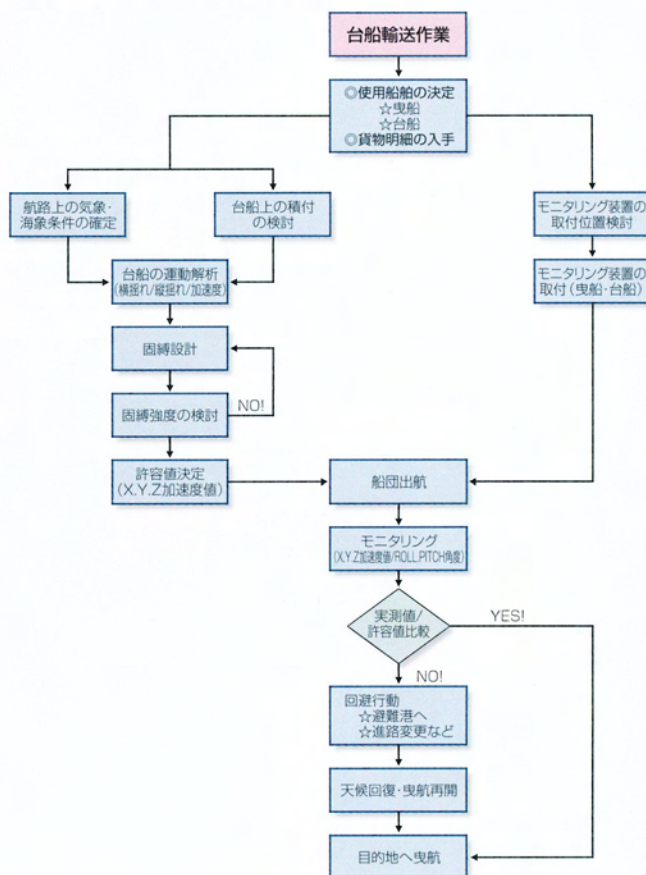 台船輸送作業
◎使用船舶の決定
☆曳船
☆台船
◎貨物明細の入手
航路上の気象・
海象条件の確定
台船上の積付
の検討
モニタリング装置の
取付位置検討
台船の運動解析
(横揺れ/縦揺れ/加速度)
モニタリング装置の
取付(曳船・台船)
固縛設計
固縛強度の検討
NO!
許容値決定
(X.Y.Z加速度値)
船団出航
モニタリング
(X.Y.Z加速度値/ROLL.PITCH角度)
実測値/
許容値比較
YES!
NO!
回避行動
☆避難港へ
☆進路変更など
天候回復・曳航再開
目的地へ曳航